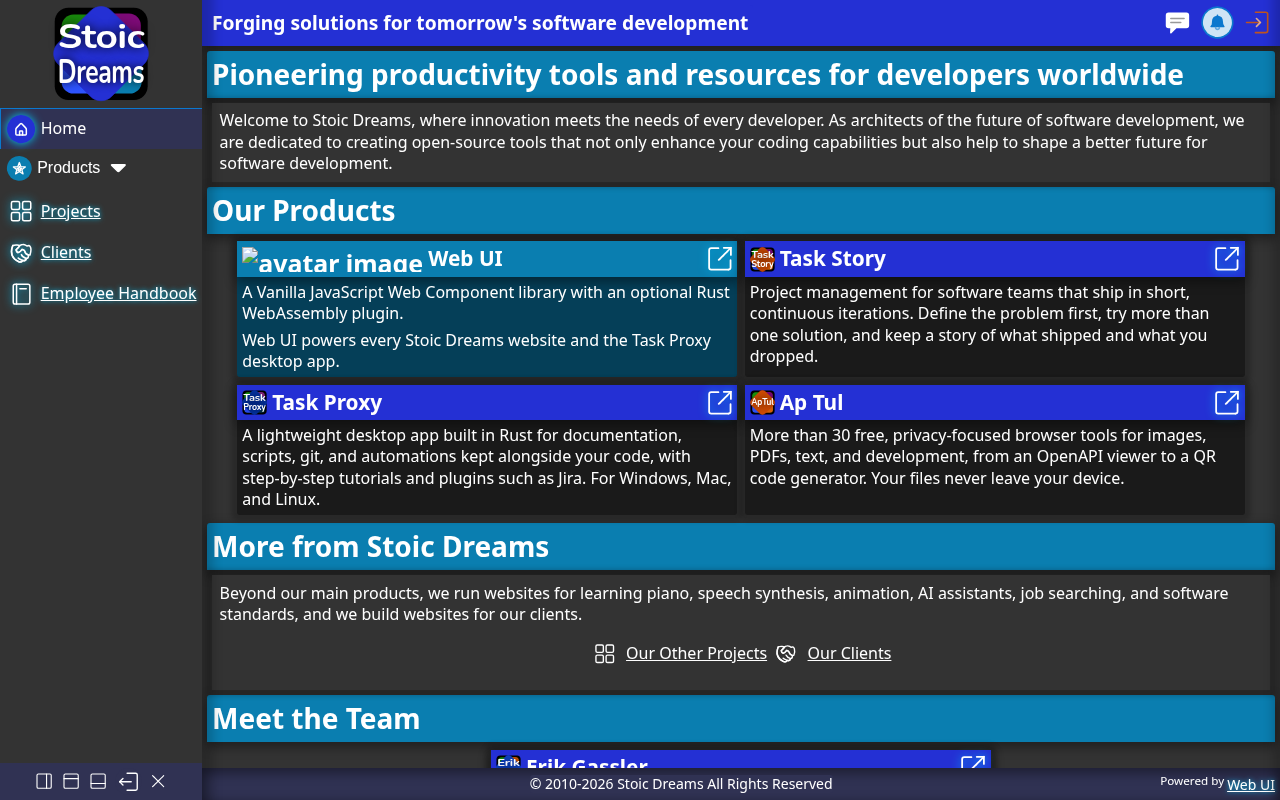 Stoic
Dreams
Forging solutions for tomorrow's software development
Home
Products
Projects
Clients
Employee Handbook
Pioneering productivity tools and resources for developers worldwide
Welcome to Stoic Dreams, where innovation meets the needs of every developer. As architects of the future of software development, we
are dedicated to creating open-source tools that not only enhance your coding capabilities but also help to shape a better future for
software development.
Our Products
avatar image Web UI
A Vanilla JavaScript Web Component library with an optional Rust
WebAssembly plugin.
Web UI powers every Stoic Dreams website and the Task Proxy
desktop app.
Task
Story
Task Story
Project management for software teams that ship in short,
continuous iterations. Define the problem first, try more than
one solution, and keep a story of what shipped and what you
dropped.
Task
Proxy
Task Proxy
A lightweight desktop app built in Rust for documentation,
scripts, git, and automations kept alongside your code, with
step-by-step tutorials and plugins such as Jira. For Windows, Mac,
and Linux.
ApTul
Ap Tul
More than 30 free, privacy-focused browser tools for images,
PDFs, text, and development, from an OpenAPI viewer to a QR
code generator. Your files never leave your device.
More from Stoic Dreams
Beyond our main products, we run websites for learning piano, speech synthesis, animation, AI assistants, job searching, and software
standards, and we build websites for our clients.
Our Other Projects
Our Clients
Meet the Team
Erik
Erik Gassler
© 2010-2026 Stoic Dreams All Rights Reserved
Powered by Web UI